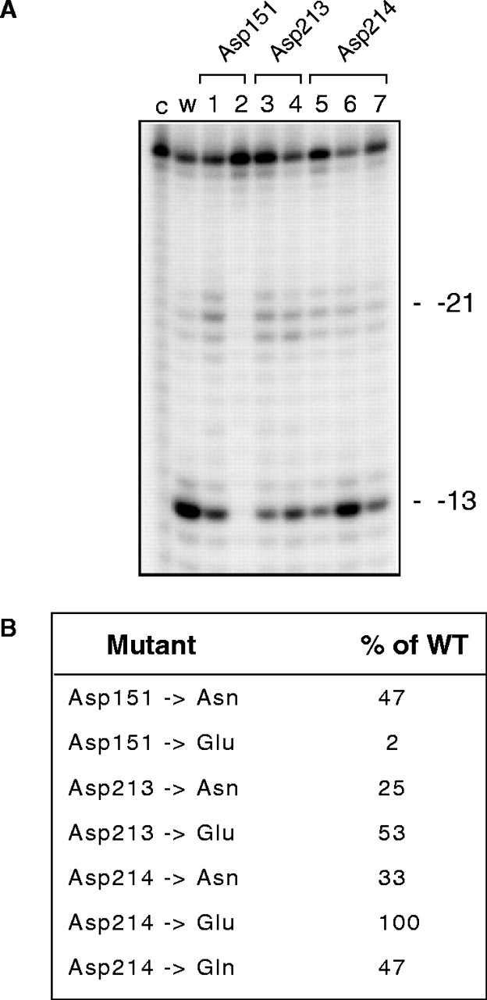 A
Asp151 Asp213 Asp214
c w 1 2 3 4 5 6 7
- -21
- -13
B
Mutant % of WT
Asp151 -> Asn 47
Asp151 -> Glu 2
Asp213 -> Asn 25
Asp213 -> Glu 53
Asp214 -> Asn 33
Asp214 -> Glu 100
Asp214 -> Gln 47